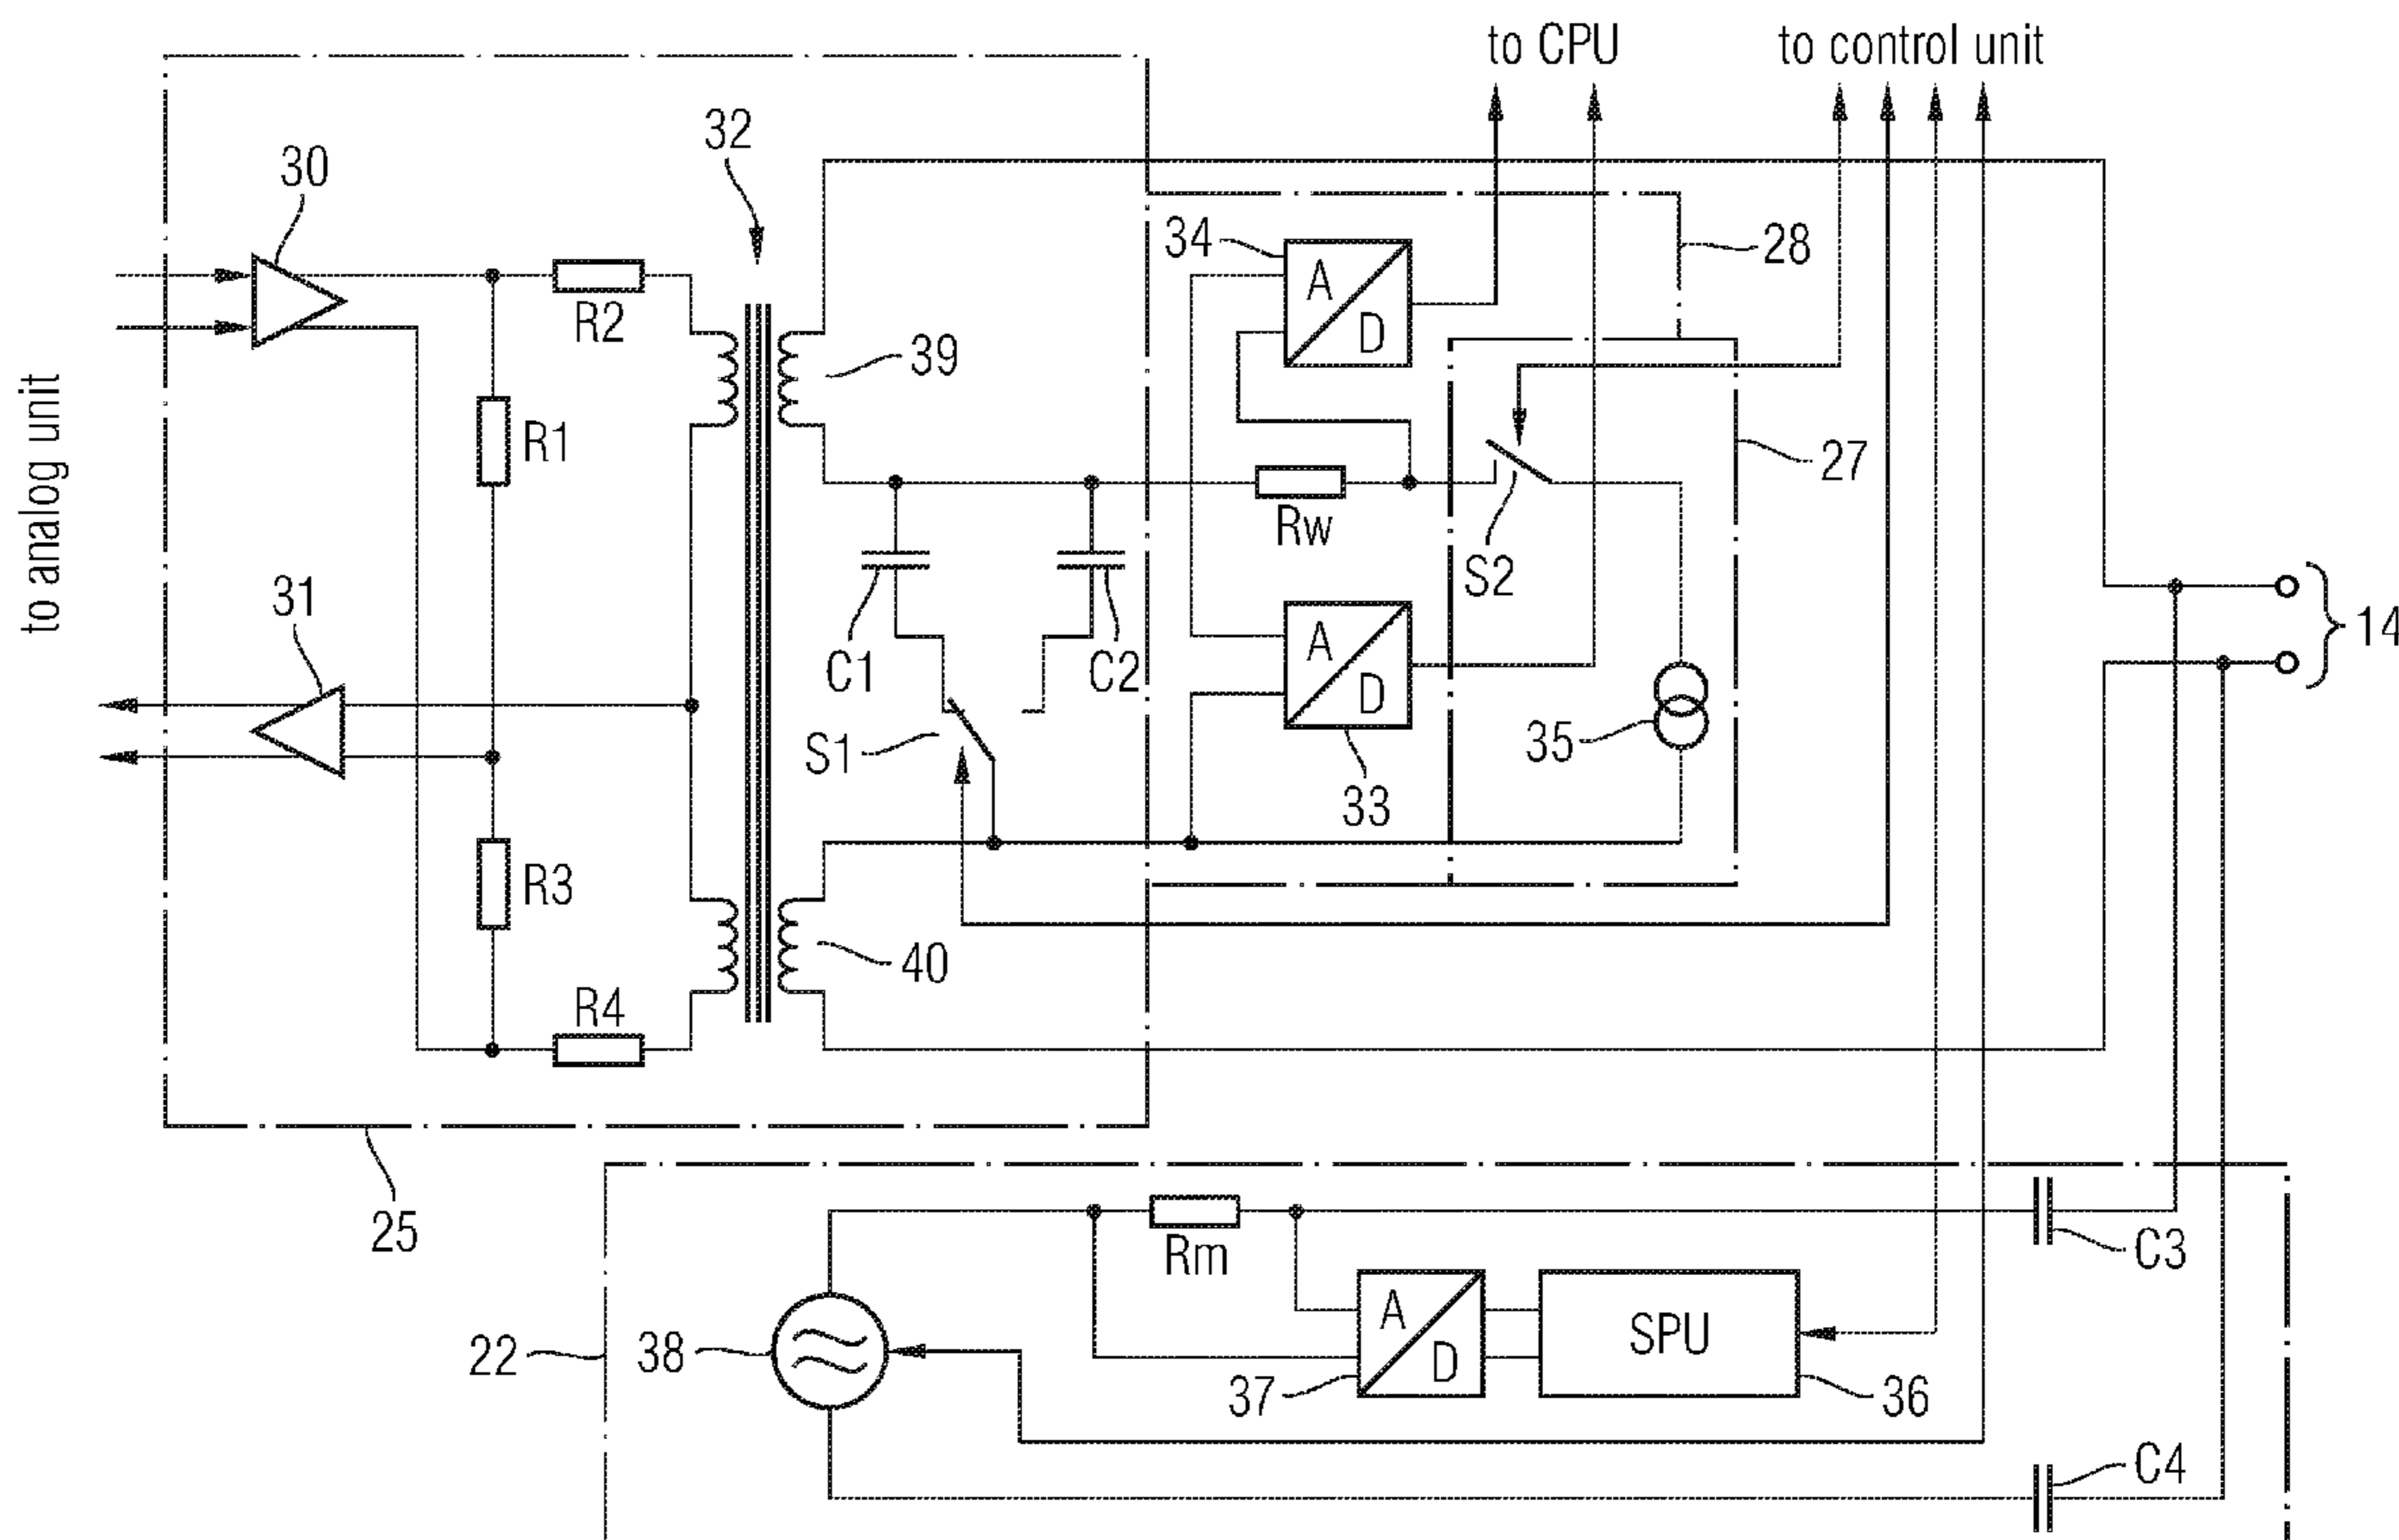 to CPU
to control unit
32
30
34
28
A
D
R2
39
to analog unit
R1
27
Rw
S2
31
C1
C2
A
D
14
S1
35
33
R3
40
R4
25
Rm
C3
A
D
SPU
22
38
37
36
C4